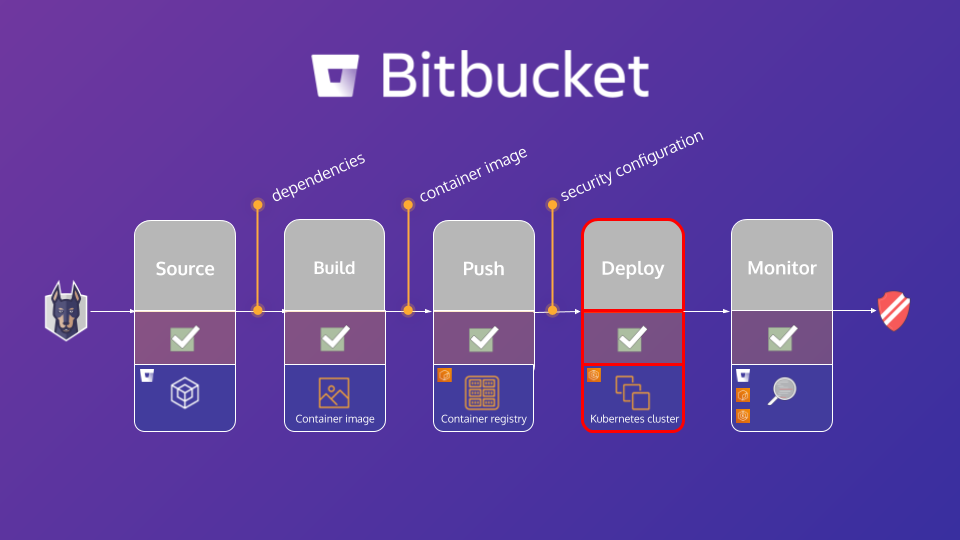 Bitbucket
dependencies
container image
security configuration
Source
Build
Push
Deploy
Monitor
Container image
Container registry
Kubernetes cluster